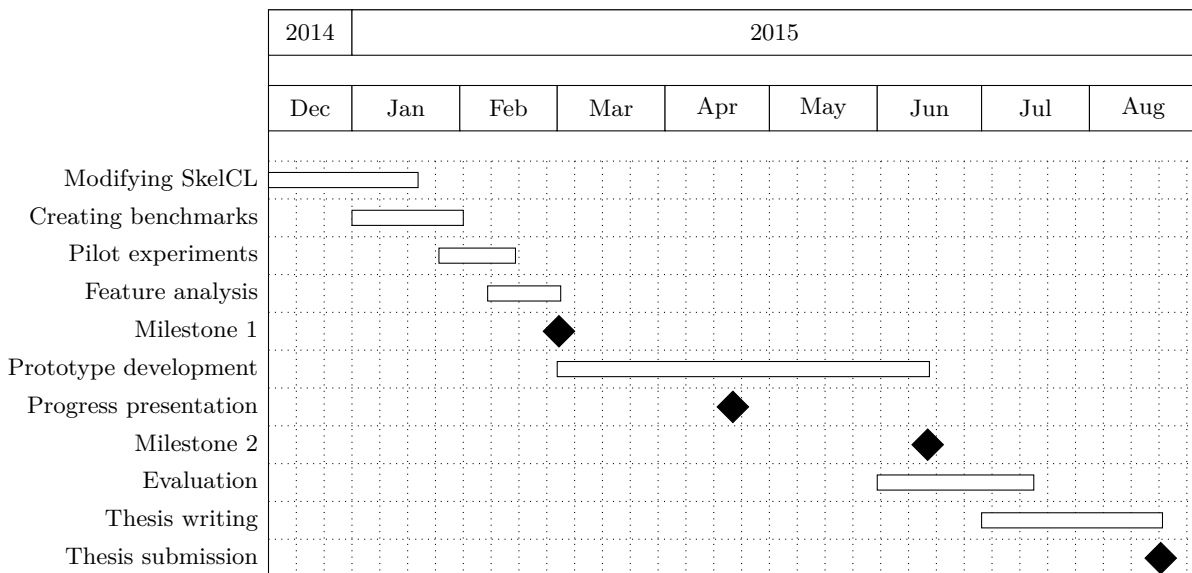 2014 2015
Dec Jan Feb Mar Apr May Jun Jul Aug
Modifying SkelCL
Creating benchmarks
Pilot experiments
Feature analysis
Milestone 1
Prototype development
Progress presentation
Milestone 2
Evaluation
Thesis writing
Thesis submission